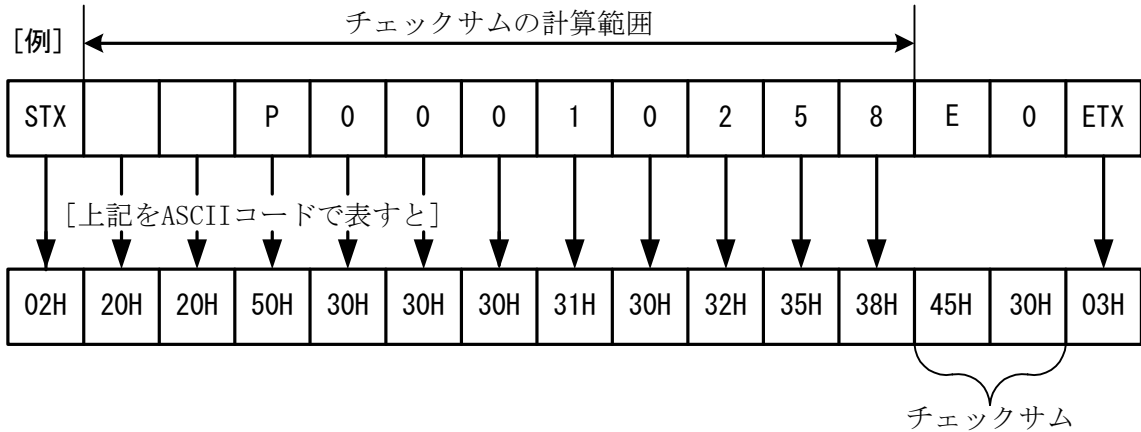 チェックサムの計算範囲
[例]
STX P 0 0 0 1 0 2 5 8 E 0 ETX
[上記をASCIIコードで表すと]
02H 20H 20H 50H 30H 30H 30H 31H 30H 32H 35H 38H 45H 30H 03H
チェックサム